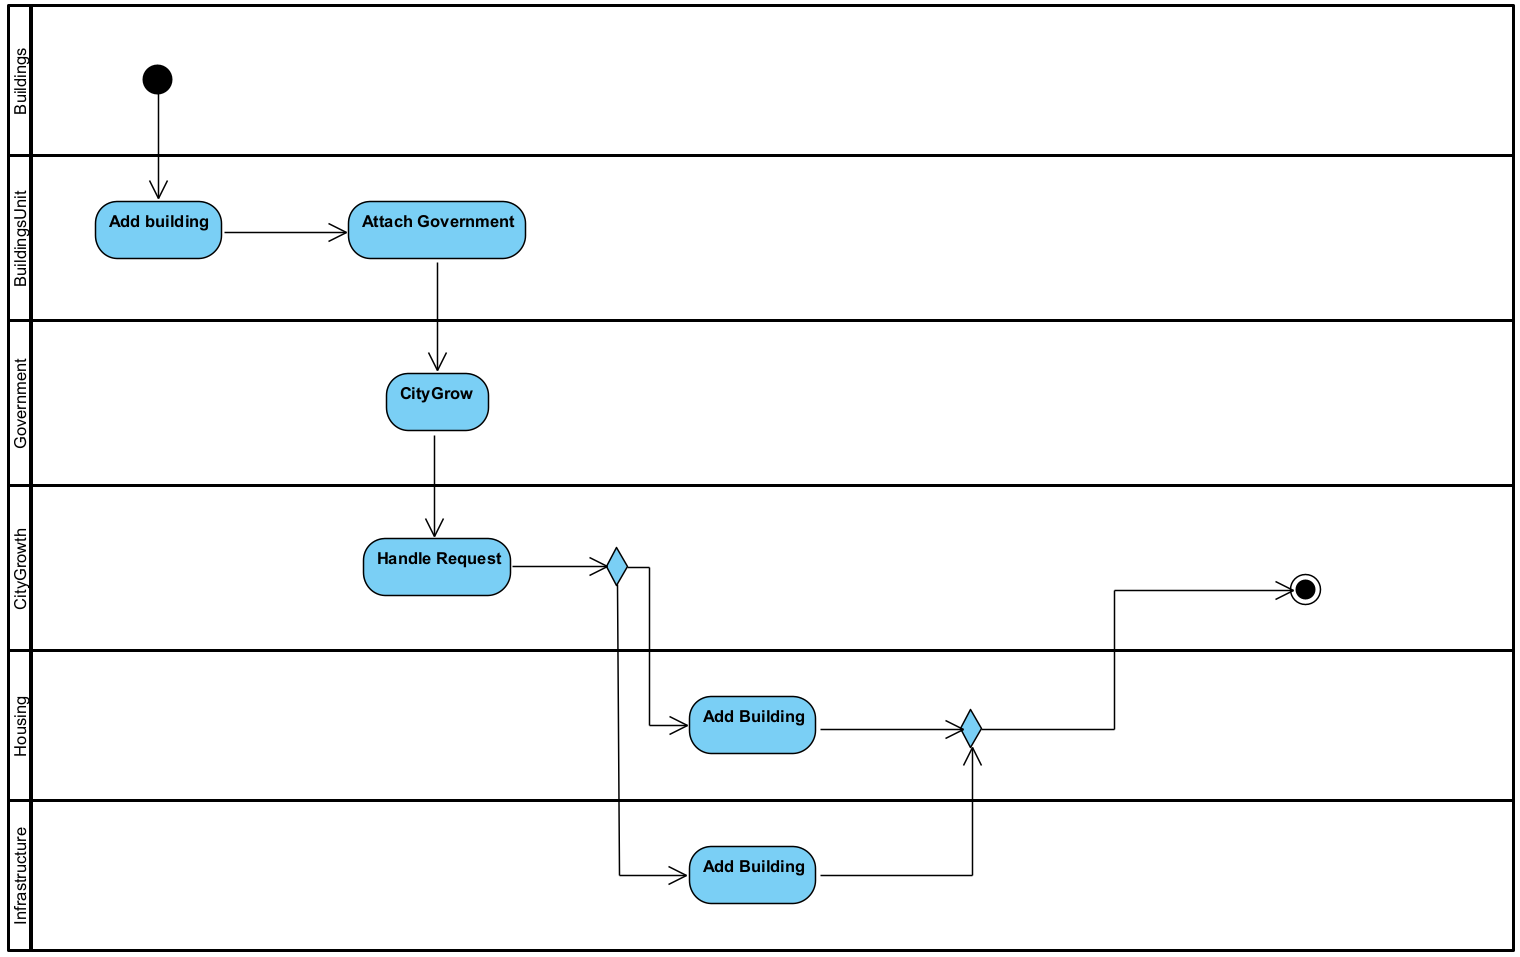 Buildings
BuildingsUnit
Add building
Attach Government
Government
CityGrow
CityGrowth
Handle Request
Housing
Add Building
Infrastructure
Add Building